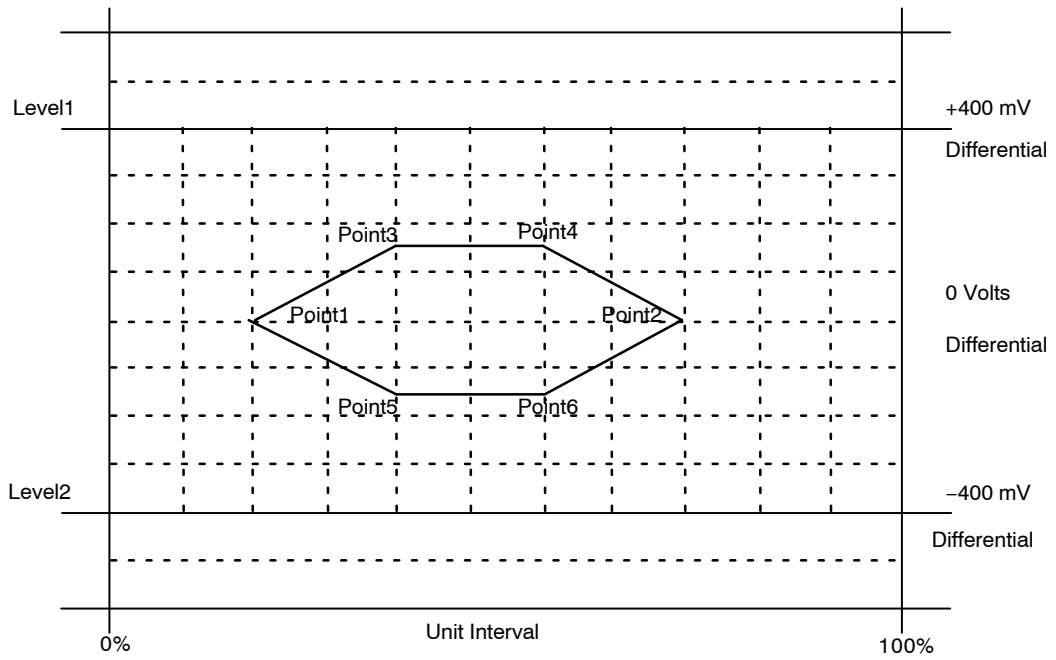 Level1
+400 mV
Differential
Point3
Point4
0 Volts
Point1
Point2
Differential
Point5
Point6
Level2
−400 mV
Differential
Unit Interval
0%
100%